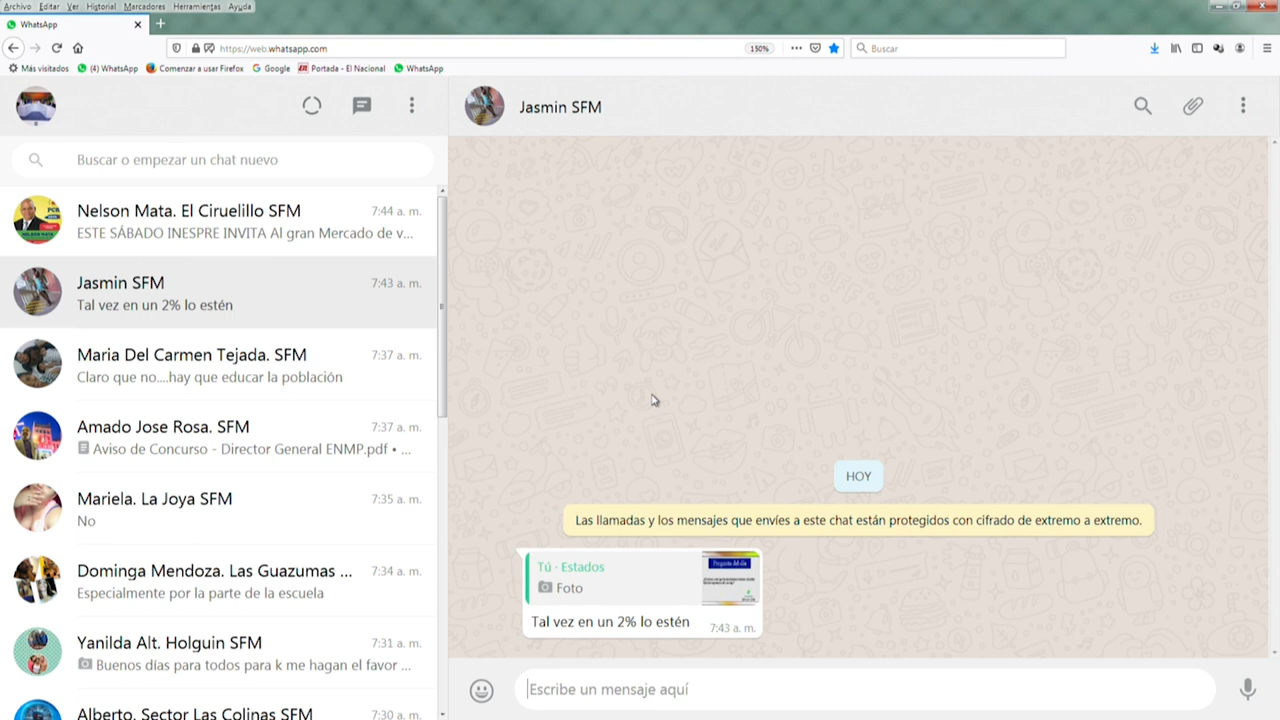 Archivo Editar Ver Historial Marcadores Herramientas Ayuda
WhatsApp
https://web.whatsapp.com
150%
Buscar
Más visitados (4) WhatsApp Comenzar a usar Firefox Google Portada - El Nacional WhatsApp
Jasmin SFM
Buscar o empezar un chat nuevo
Nelson Mata. El Ciruelillo SFM 7:44 a. m.
ESTE SÁBADO INESPRE INVITA Al gran Mercado de v...
Jasmin SFM 7:43 a. m.
Tal vez en un 2% lo estén
Maria Del Carmen Tejada. SFM 7:37 a. m.
Claro que no....hay que educar la población
Amado Jose Rosa. SFM 7:37 a. m.
Aviso de Concurso - Director General ENMP.pdf • ...
Mariela. La Joya SFM 7:35 a. m.
No
Dominga Mendoza. Las Guazumas ... 7:34 a. m.
Especialmente por la parte de la escuela
Yanilda Alt. Holguin SFM 7:31 a. m.
Buenos días para todos para k me hagan el favor ...
Alberto. Sector Las Colinas SFM 7:30 a. m.
HOY
Las llamadas y los mensajes que envíes a este chat están protegidos con cifrado de extremo a extremo.
Tú · Estados
Foto
Pregunta del día
Tal vez en un 2% lo estén 7:43 a. m.
Escribe un mensaje aquí